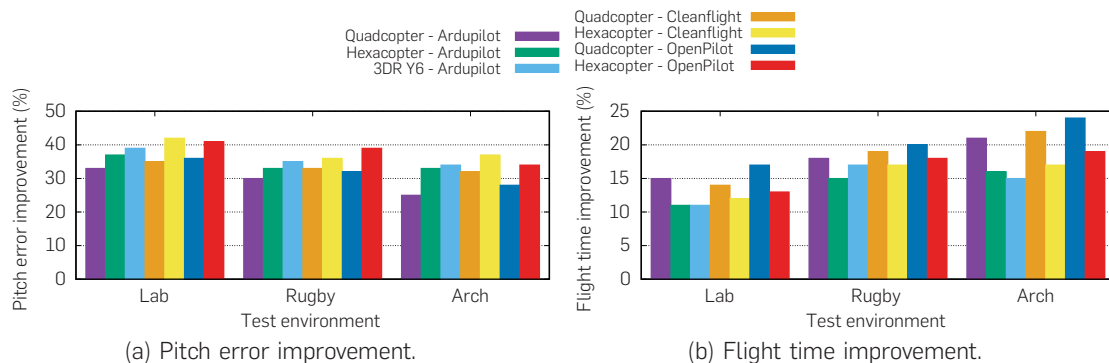 Quadcopter - Ardupilot
Hexacopter - Ardupilot
3DR Y6 - Ardupilot
Quadcopter - Cleanflight
Hexacopter - Cleanflight
Quadcopter - OpenPilot
Hexacopter - OpenPilot
Pitch error improvement (%)
50
40
30
20
10
0
Lab Rugby Arch
Test environment
(a) Pitch error improvement.
Flight time improvement (%)
25
20
15
10
5
0
Lab Rugby Arch
Test environment
(b) Flight time improvement.